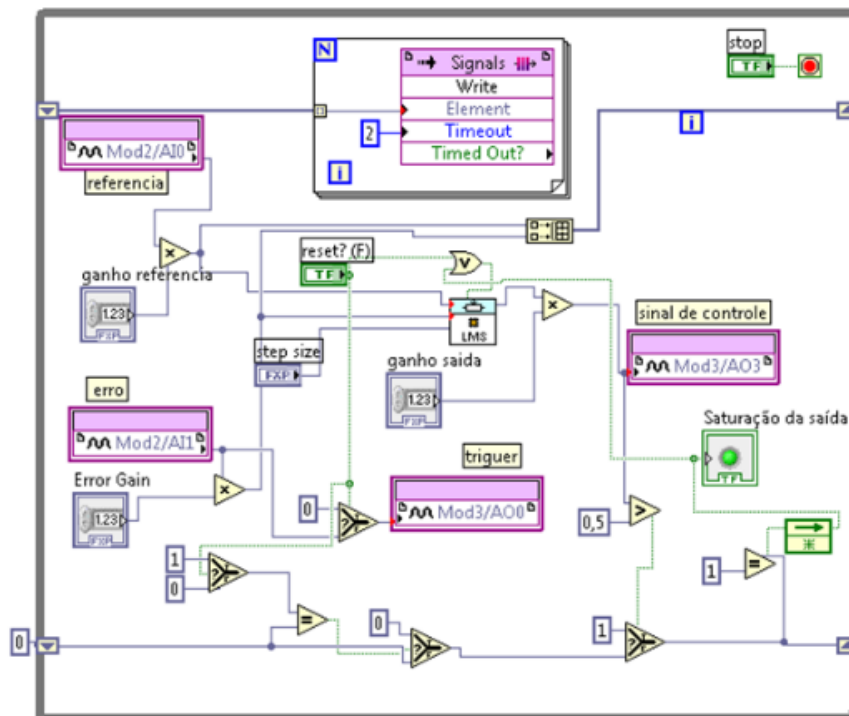 N
Signals
Write
Element
2
Timeout
Timed Out?
i
stop
TF
i
Mod2/AI0
referencia
reset? (F)
TF
ganho referencia
1.23
FXP
LMS
step size
FXP
ganho saida
1.23
sinal de controle
Mod3/AO3
erro
Mod2/AI1
Error Gain
1.23
FXP
triguer
0
Mod3/AO0
Saturação da saída
TF
0,5
1
0
1
0
1
0